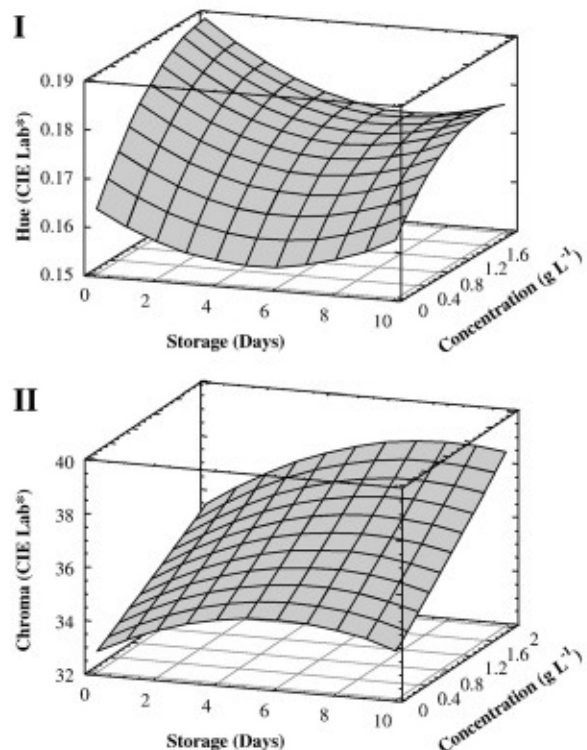 I
0.19
0.18
0.17
0.16
0.15
Hue (CIE Lab*)
0 2 4 6 8 10
Storage (Days)
0 0.4 0.8 1.2 1.6
Concentration (g L-1)
II
40
38
36
34
32
Chroma (CIE Lab*)
0 2 4 6 8 10
Storage (Days)
0 0.4 0.8 1.2 1.6 2
Concentration (g L-1)